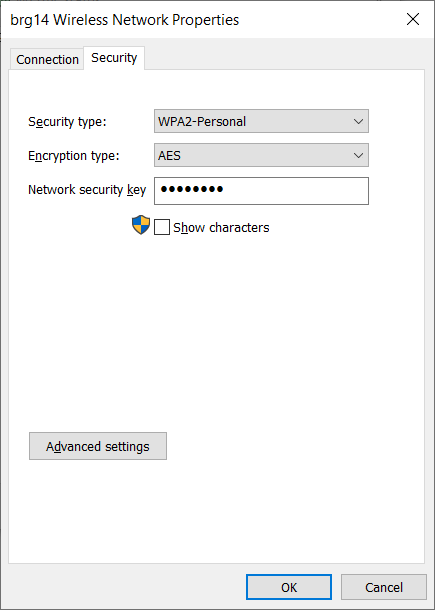 brg14 Wireless Network Properties
Connection
Security
Security type:
WPA2-Personal
Encryption type:
AES
Network security key
●●●●●●●●
Show characters
Advanced settings
OK
Cancel